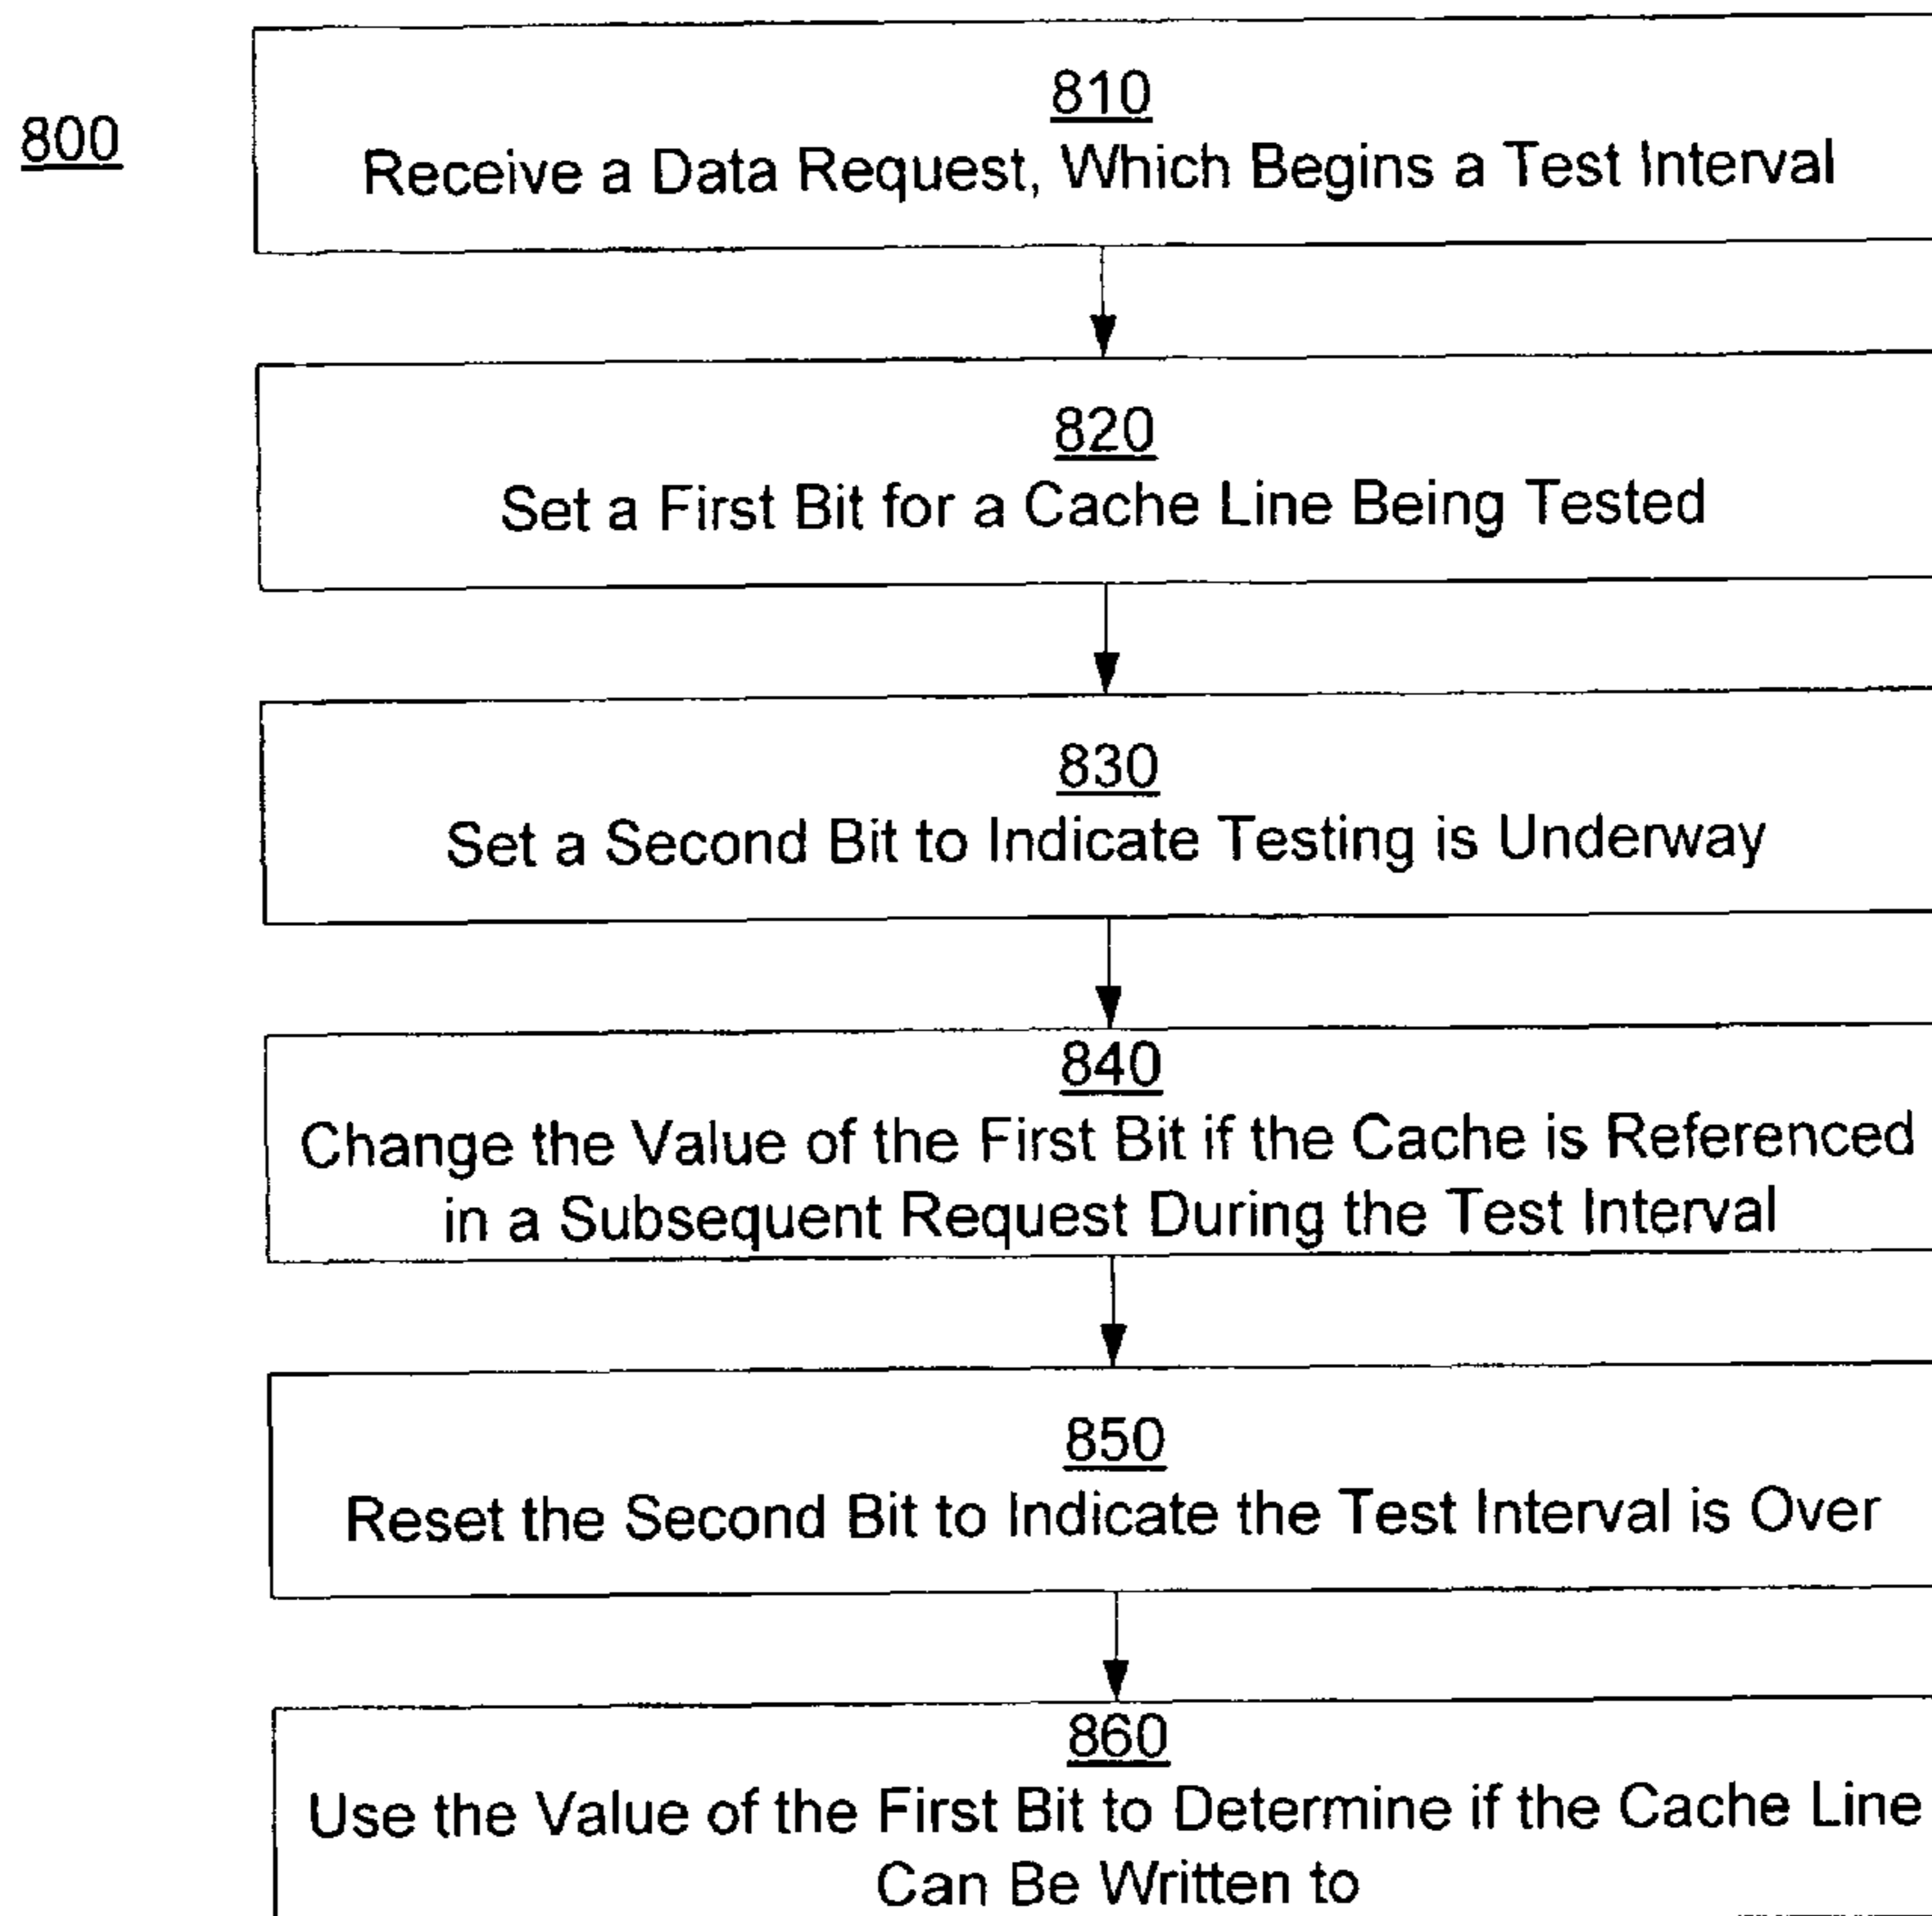 800
810
Receive a Data Request, Which Begins a Test Interval
820
Set a First Bit for a Cache Line Being Tested
830
Set a Second Bit to Indicate Testing is Underway
840
Change the Value of the First Bit if the Cache is Referenced
in a Subsequent Request During the Test Interval
850
Reset the Second Bit to Indicate the Test Interval is Over
860
Use the Value of the First Bit to Determine if the Cache Line
Can Be Written to